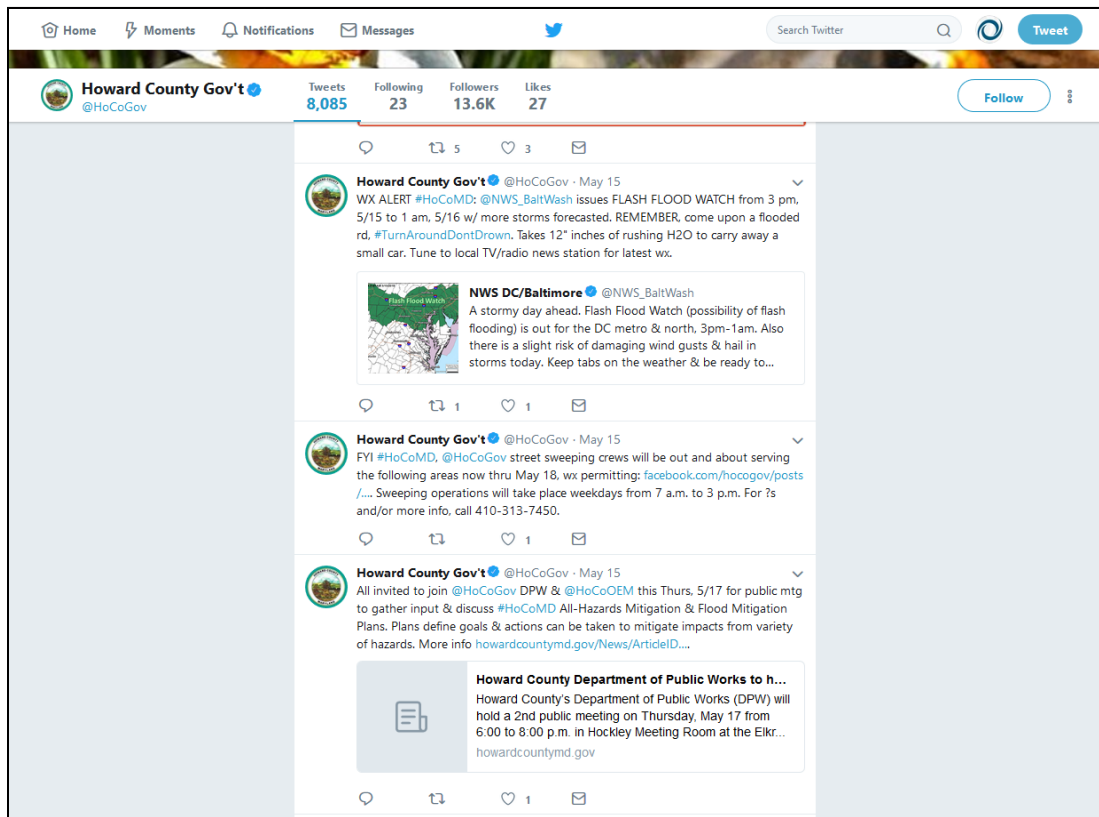 Home Moments Notifications Messages Search Twitter Tweet
Howard County Gov't
@HoCoGov
Tweets Following Followers Likes
8,085 23 13.6K 27
Follow
5 3
Howard County Gov't @HoCoGov · May 15
WX ALERT #HoCoMD: @NWS_BaltWash issues FLASH FLOOD WATCH from 3 pm,
5/15 to 1 am, 5/16 w/ more storms forecasted. REMEMBER, come upon a flooded
rd, #TurnAroundDontDrown. Takes 12" inches of rushing H2O to carry away a
small car. Tune to local TV/radio news station for latest wx.
Flash Flood Watch
NWS DC/Baltimore @NWS_BaltWash
A stormy day ahead. Flash Flood Watch (possibility of flash
flooding) is out for the DC metro & north, 3pm-1am. Also
there is a slight risk of damaging wind gusts & hail in
storms today. Keep tabs on the weather & be ready to...
1 1
Howard County Gov't @HoCoGov · May 15
FYI #HoCoMD, @HoCoGov street sweeping crews will be out and about serving
the following areas now thru May 18, wx permitting: facebook.com/hocogov/posts
/.... Sweeping operations will take place weekdays from 7 a.m. to 3 p.m. For ?s
and/or more info, call 410-313-7450.
1
Howard County Gov't @HoCoGov · May 15
All invited to join @HoCoGov DPW & @HoCoOEM this Thurs, 5/17 for public mtg
to gather input & discuss #HoCoMD All-Hazards Mitigation & Flood Mitigation
Plans. Plans define goals & actions can be taken to mitigate impacts from variety
of hazards. More info howardcountymd.gov/News/ArticleID....
Howard County Department of Public Works to h...
Howard County's Department of Public Works (DPW) will
hold a 2nd public meeting on Thursday, May 17 from
6:00 to 8:00 p.m. in Hockley Meeting Room at the Elkr...
howardcountymd.gov
1